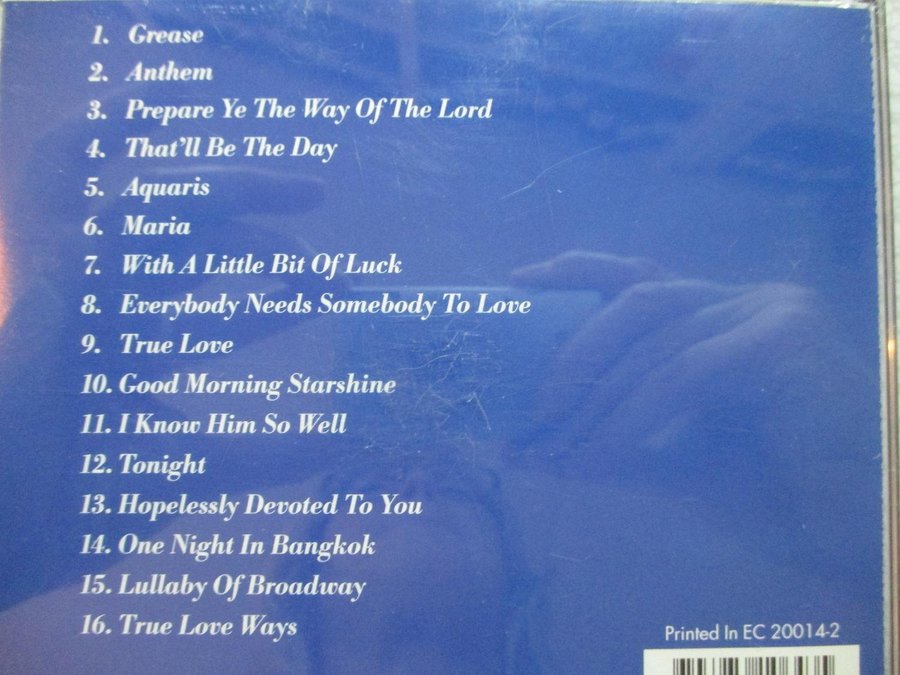 1. Grease
2. Anthem
3. Prepare Ye The Way Of The Lord
4. That'll Be The Day
5. Aquaris
6. Maria
7. With A Little Bit Of Luck
8. Everybody Needs Somebody To Love
9. True Love
10. Good Morning Starshine
11. I Know Him So Well
12. Tonight
13. Hopelessly Devoted To You
14. One Night In Bangkok
15. Lullaby Of Broadway
16. True Love Ways
Printed In EC 20014-2